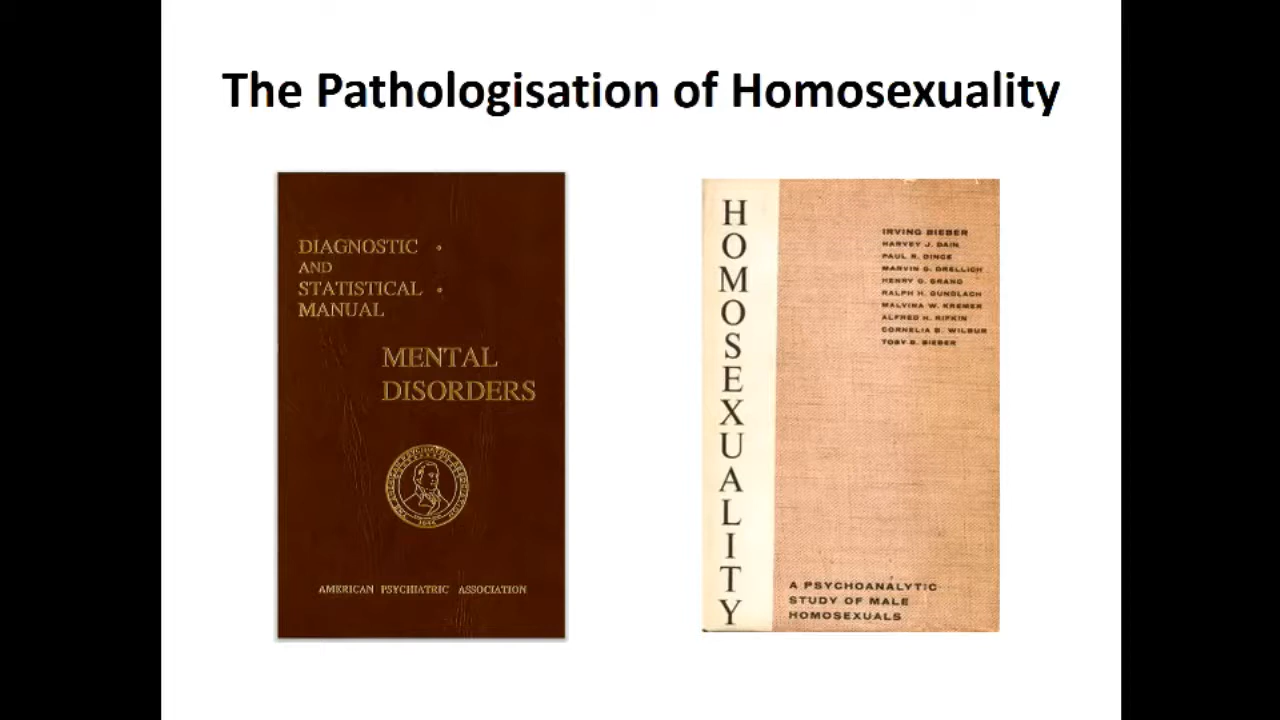 The Pathologisation of Homosexuality
DIAGNOSTIC
AND
STATISTICAL
MANUAL
MENTAL
DISORDERS
AMERICAN PSYCHIATRIC ASSOCIATION
HOMOSEXUALITY
IRVING BIEBER
HARVEY J. DAIN
PAUL R. DINCE
MARVIN G. DRELLICH
HENRY G. GRAND
RALPH H. GUNDLACH
MALVINA W. KREMER
ALFRED H. RIFKIN
CORNELIA B. WILBUR
TOBY B. BIEBER
A PSYCHOANALYTIC
STUDY OF MALE
HOMOSEXUALS